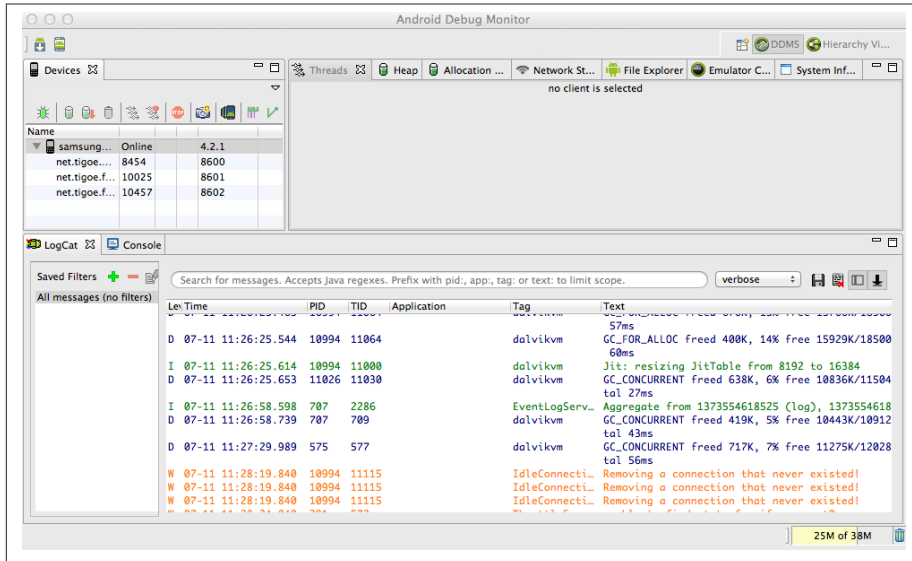 Android Debug Monitor
DDMS Hierarchy Vi...
Devices
Threads Heap Allocation ... Network St... File Explorer Emulator C... System Inf...
no client is selected
Name
samsung... Online 4.2.1
net.tigoe.... 8454 8600
net.tigoe.f... 10025 8601
net.tigoe.f... 10457 8602
LogCat Console
Saved Filters
Search for messages. Accepts Java regexes. Prefix with pid:, app:, tag: or text: to limit scope. verbose
All messages (no filters)
Lev Time PID TID Application Tag Text
57ms
D 07-11 11:26:25.544 10994 11064 dalvikvm GC_FOR_ALLOC freed 400K, 14% free 15929K/18500
60ms
I 07-11 11:26:25.614 10994 11000 dalvikvm Jit: resizing JitTable from 8192 to 16384
D 07-11 11:26:25.653 11026 11030 dalvikvm GC_CONCURRENT freed 638K, 6% free 10836K/11504
tal 27ms
I 07-11 11:26:58.598 707 2286 EventLogServ… Aggregate from 1373554618525 (log), 1373554618
D 07-11 11:26:58.739 707 709 dalvikvm GC_CONCURRENT freed 419K, 5% free 10443K/10912
tal 43ms
D 07-11 11:27:29.989 575 577 dalvikvm GC_CONCURRENT freed 717K, 7% free 11275K/12028
tal 56ms
W 07-11 11:28:19.840 10994 11115 IdleConnecti… Removing a connection that never existed!
W 07-11 11:28:19.840 10994 11115 IdleConnecti… Removing a connection that never existed!
W 07-11 11:28:19.840 10994 11115 IdleConnecti… Removing a connection that never existed!
25M of 38M